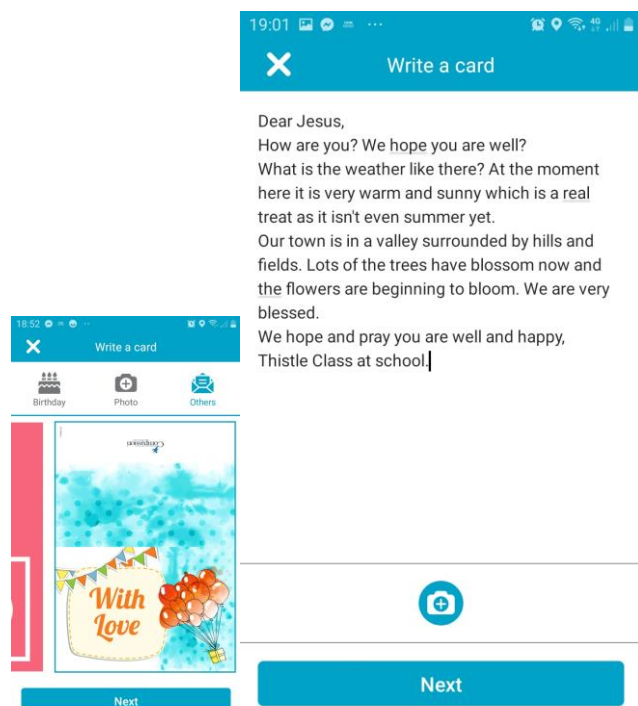 18:52
Write a card
Birthday
Photo
Others
Compassion
With
Love
Next
19:01
4G
Write a card
Dear Jesus,
How are you? We hope you are well?
What is the weather like there? At the moment
here it is very warm and sunny which is a real
treat as it isn't even summer yet.
Our town is in a valley surrounded by hills and
fields. Lots of the trees have blossom now and
the flowers are beginning to bloom. We are very
blessed.
We hope and pray you are well and happy,
Thistle Class at school.
Next